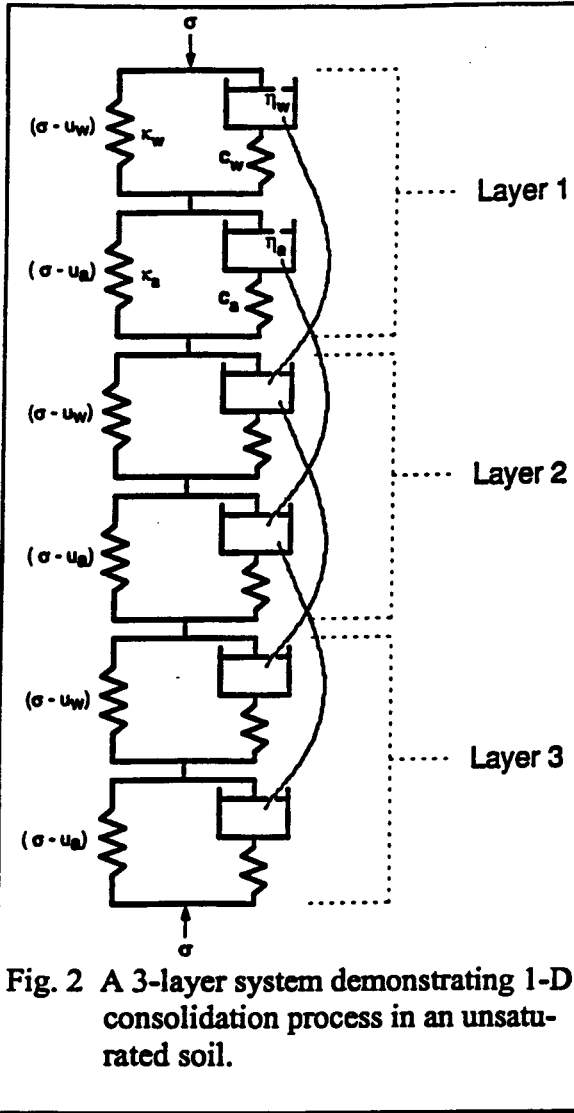 σ
(σ - u_w)
κ_w
η_w
c_w
Layer 1
(σ - u_a)
κ_a
η_a
c_a
(σ - u_w)
Layer 2
(σ - u_a)
(σ - u_w)
Layer 3
(σ - u_a)
σ
Fig. 2 A 3-layer system demonstrating 1-D
consolidation process in an unsatu-
rated soil.